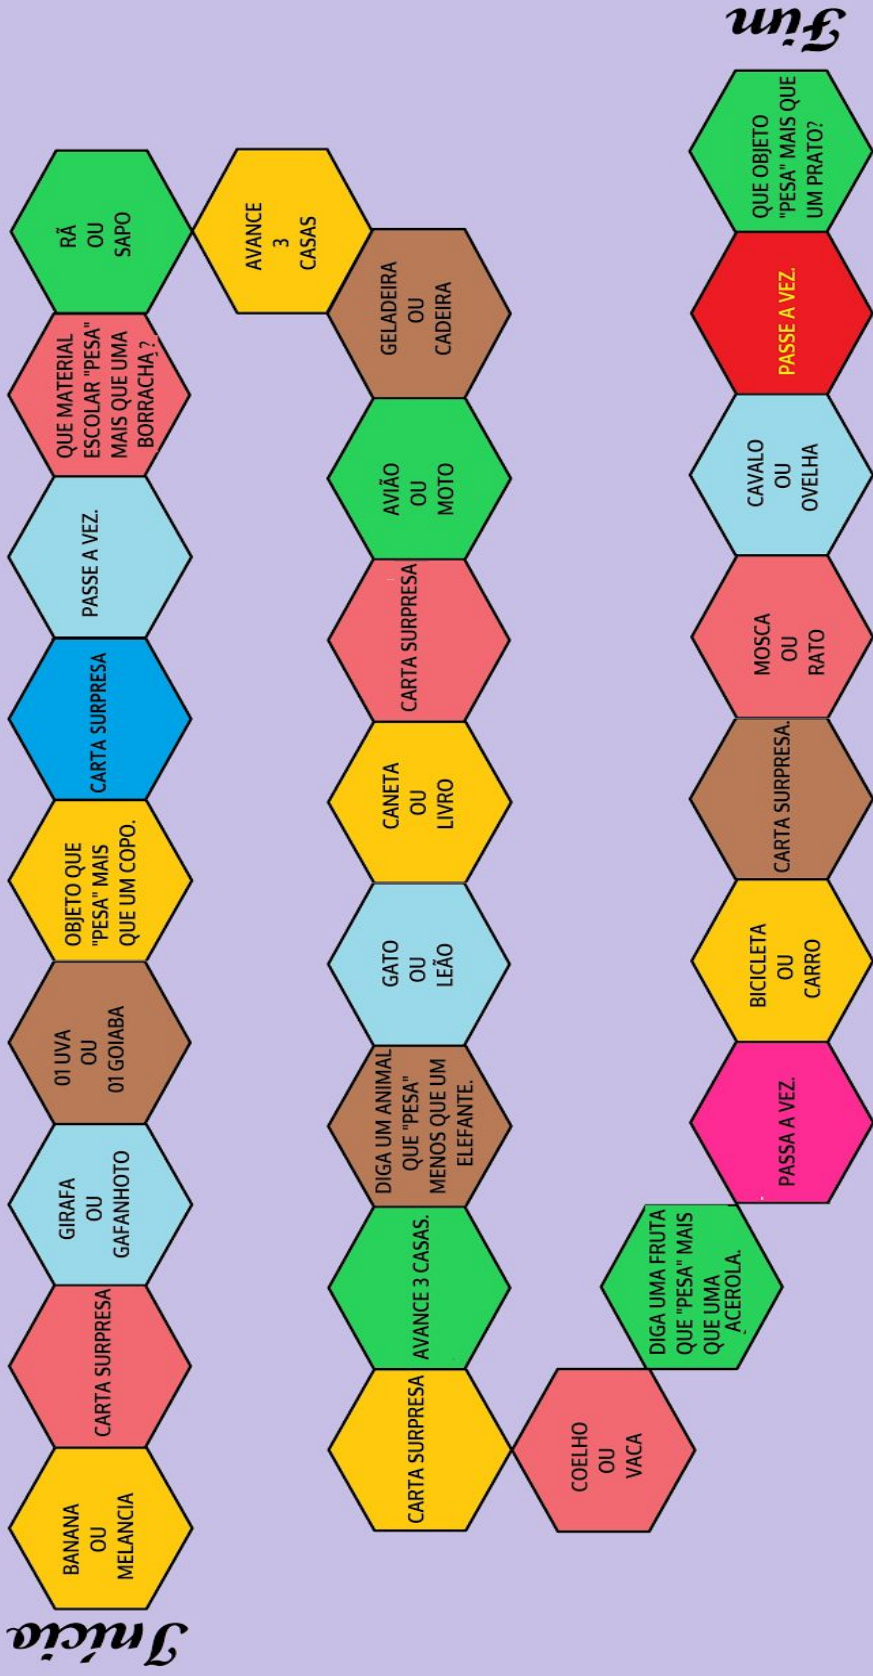 Início
BANANA
OU
MELANCIA
CARTA SURPRESA
GIRAFA
OU
GAFANHOTO
01 UVA
OU
01 GOIABA
OBJETO QUE
"PESA" MAIS
QUE UM COPO.
CARTA SURPRESA
PASSE A VEZ.
QUE MATERIAL
ESCOLAR "PESA"
MAIS QUE UMA
BORRACHA ?
RÃ
OU
SAPO
AVANCE
3
CASAS
GELADEIRA
OU
CADEIRA
AVIÃO
OU
MOTO
CARTA SURPRESA
CANETA
OU
LIVRO
GATO
OU
LEÃO
DIGA UM ANIMAL
QUE "PESA"
MENOS QUE UM
ELEFANTE.
AVANCE 3 CASAS.
CARTA SURPRESA
COELHO
OU
VACA
DIGA UMA FRUTA
QUE "PESA" MAIS
QUE UMA
ACEROLA.
PASSA A VEZ.
BICICLETA
OU
CARRO
CARTA SURPRESA.
MOSCA
OU
RATO
CAVALO
OU
OVELHA
PASSE A VEZ.
QUE OBJETO
"PESA" MAIS QUE
UM PRATO?
Fim